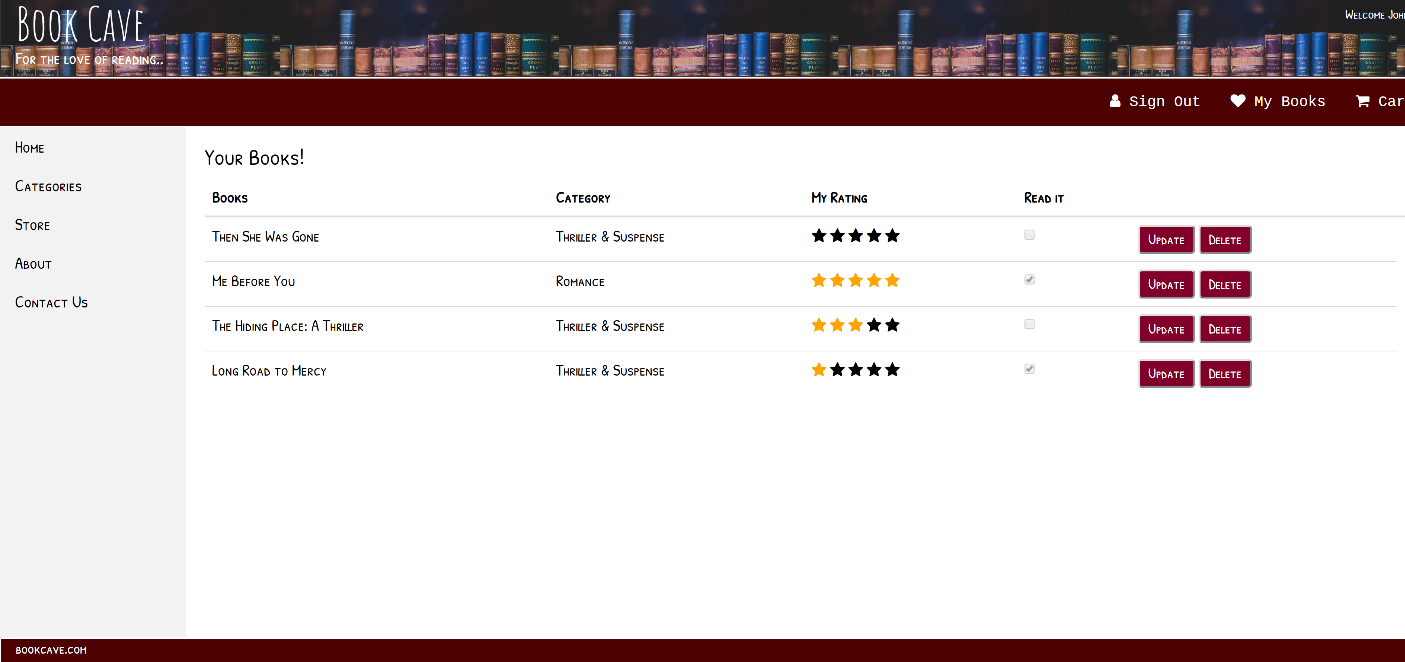 Book Cave
For the love of reading..
Welcome Joh
Sign Out My Books Car
Home
Categories
Store
About
Contact Us
Your Books!
Books Category My Rating Read it
Then She Was Gone Thriller & Suspense Update Delete
Me Before You Romance Update Delete
The Hiding Place: A Thriller Thriller & Suspense Update Delete
Long Road to Mercy Thriller & Suspense Update Delete
bookcave.com